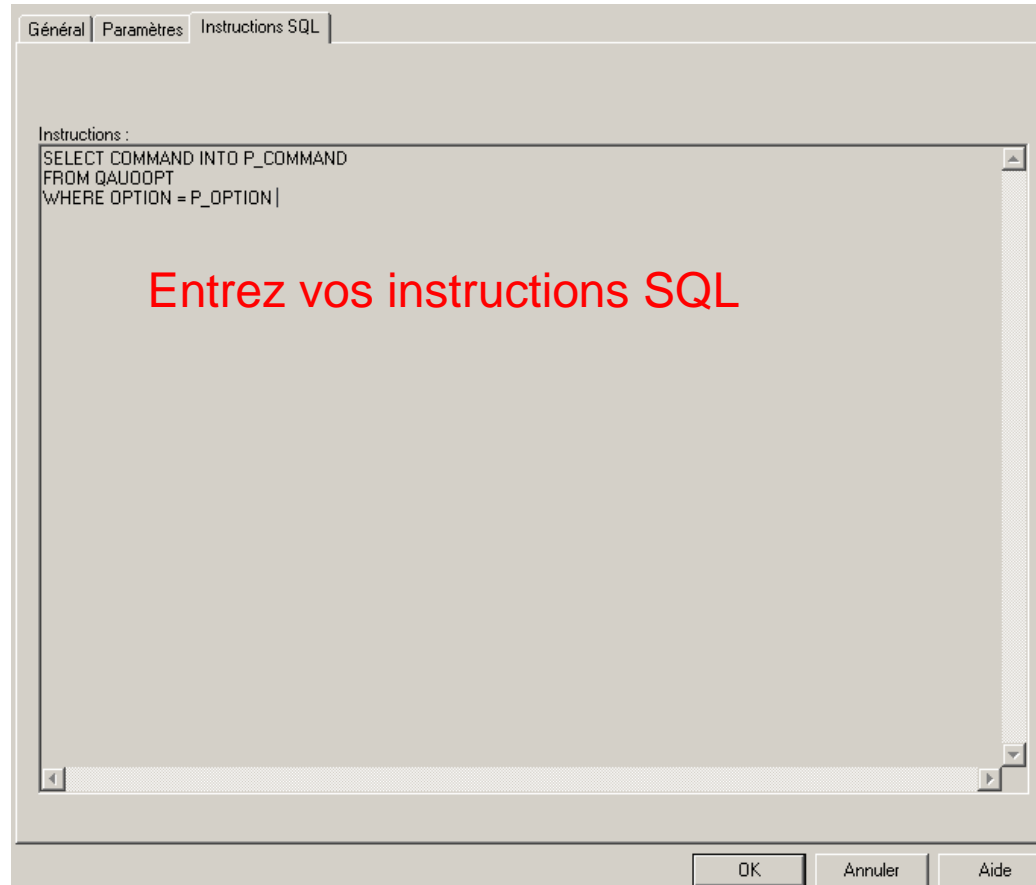 Général
Paramètres
Instructions SQL
Instructions :
SELECT COMMAND INTO P_COMMAND
FROM QAUOOPT
WHERE OPTION = P_OPTION
Entrez vos instructions SQL
OK
Annuler
Aide